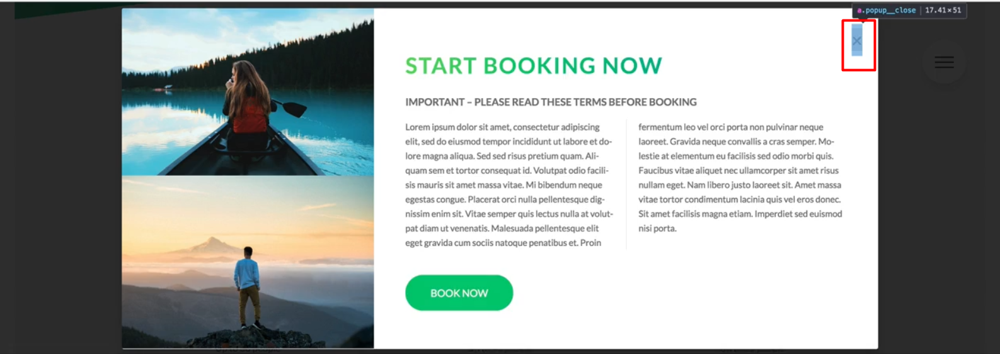 a.popup__close | 17.41×51
START BOOKING NOW
IMPORTANT – PLEASE READ THESE TERMS BEFORE BOOKING
Lorem ipsum dolor sit amet, consectetur adipiscing
elit, sed do eiusmod tempor incididunt ut labore et do-
lore magna aliqua. Sed sed risus pretium quam. Ali-
quam sem et tortor consequat id. Volutpat odio facili-
sis mauris sit amet massa vitae. Mi bibendum neque
egestas congue. Placerat orci nulla pellentesque dig-
nissim enim sit. Vitae semper quis lectus nulla at volut-
pat diam ut venenatis. Malesuada pellentesque elit
eget gravida cum sociis natoque penatibus et. Proin
fermentum leo vel orci porta non pulvinar neque
laoreet. Gravida neque convallis a cras semper. Mo-
lestie at elementum eu facilisis sed odio morbi quis.
Faucibus vitae aliquet nec ullamcorper sit amet risus
nullam eget. Nam libero justo laoreet sit. Amet massa
vitae tortor condimentum lacinia quis vel eros donec.
Sit amet facilisis magna etiam. Imperdiet sed euismod
nisi porta.
BOOK NOW